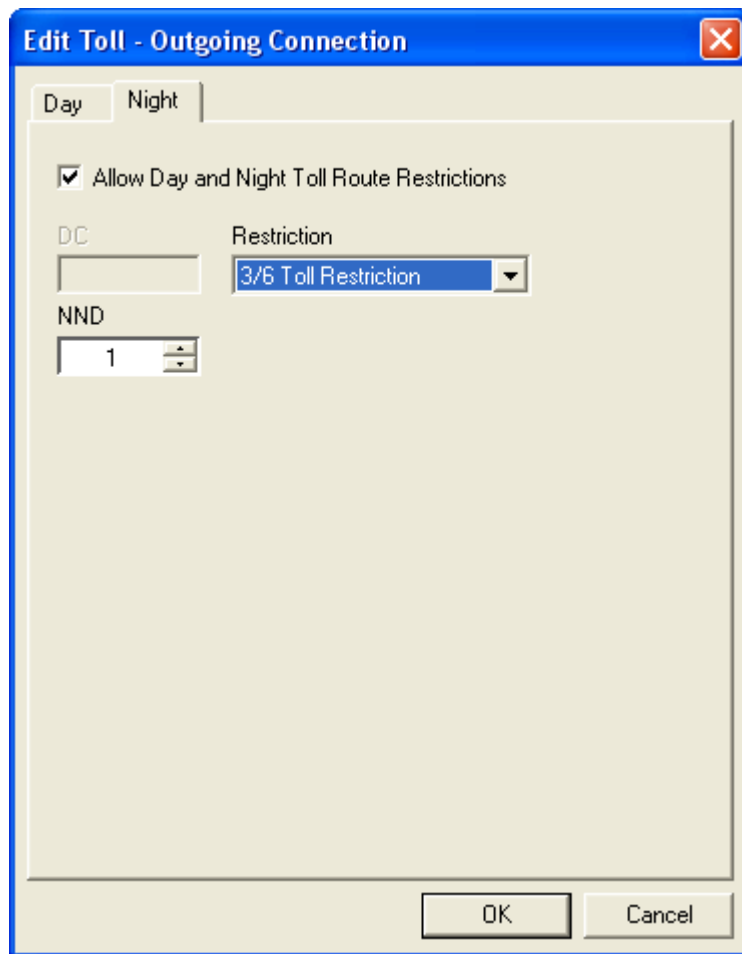 Edit Toll - Outgoing Connection
Day Night
Allow Day and Night Toll Route Restrictions
DC Restriction
3/6 Toll Restriction
NND
1
OK Cancel